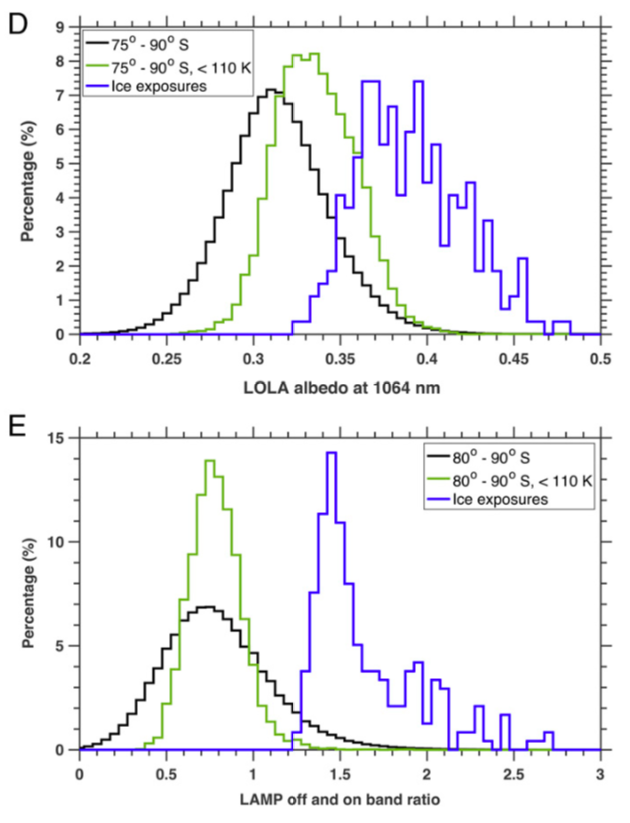 D
9
75° - 90° S
8
75° - 90° S, < 110 K
Ice exposures
7
6
5
4
3
2
1
0
Percentage (%)
0.2 0.25 0.3 0.35 0.4 0.45 0.5
LOLA albedo at 1064 nm
E
15
80° - 90° S
80° - 90° S, < 110 K
Ice exposures
10
5
0
Percentage (%)
0 0.5 1 1.5 2 2.5 3
LAMP off and on band ratio